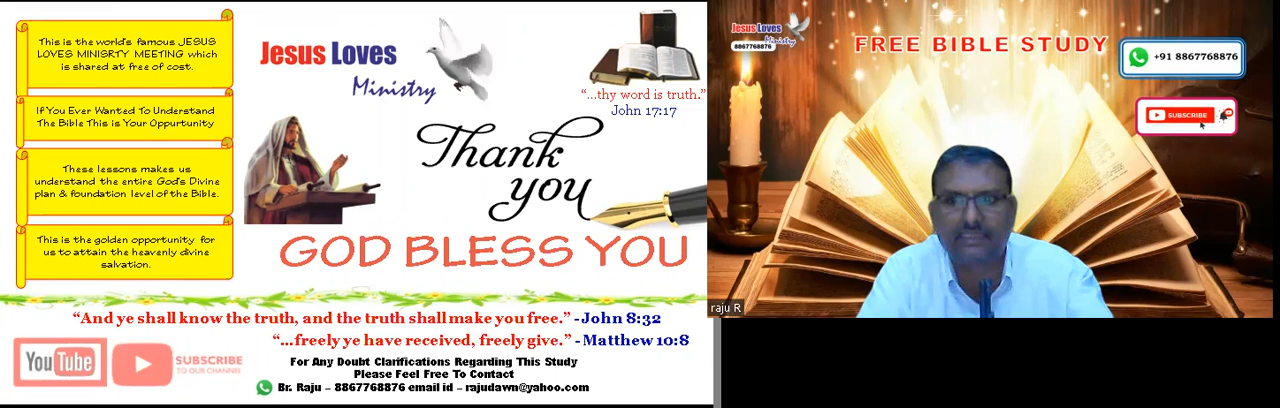 This is the world's famous JESUS
LOVES MINISRTY MEETING which
is shared at free of cost.
If You Ever Wanted To Understand
The Bible This is Your Oppurtunity
These lessons makes us
understand the entire God's Divine
plan & foundation level of the Bible.
This is the golden opportunity for
us to attain the heavenly divine
salvation.
Jesus Loves
Ministry
"...thy word is truth."
John 17:17
Thank
you
GOD BLESS YOU
"And ye shall know the truth, and the truth shall make you free." - John 8:32
"...freely ye have received, freely give." - Matthew 10:8
YouTube
SUBSCRIBE
TO OUR CHANNEL
For Any Doubt Clarifications Regarding This Study
Please Feel Free To Contact
Br. Raju – 8867768876 email id – rajudawn@yahoo.com
Jesus Loves
Ministry
8867768876
FREE BIBLE STUDY
+91 8867768876
SUBSCRIBE
raju R